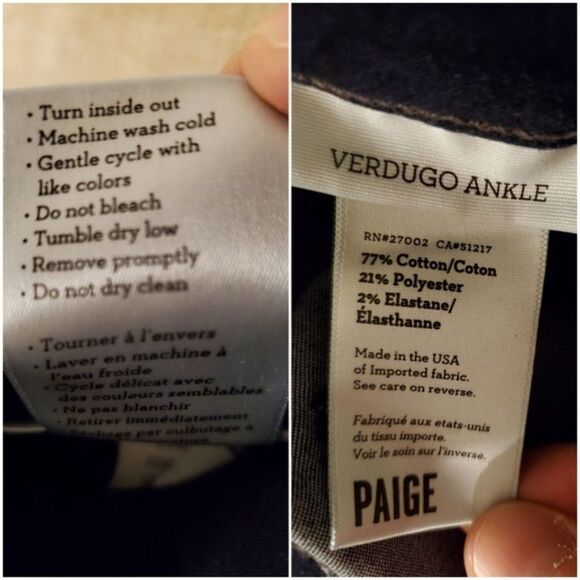 • Turn inside out
• Machine wash cold
• Gentle cycle with
like colors
• Do not bleach
• Tumble dry low
• Remove promptly
• Do not dry clean
• Tourner à l'envers
• Laver en machine à
l'eau froide
• Cycle délicat avec
des couleurs semblables
• Ne pas blanchir
• Retirer immédiatement
• Séchage par culbutage à
VERDUGO ANKLE
RN#27002 CA#51217
77% Cotton/Coton
21% Polyester
2% Elastane/
Élasthanne
Made in the USA
of Imported fabric.
See care on reverse.
Fabriqué aux etats-unis
du tissu importe.
Voir le soin sur l'inverse.
PAIGE